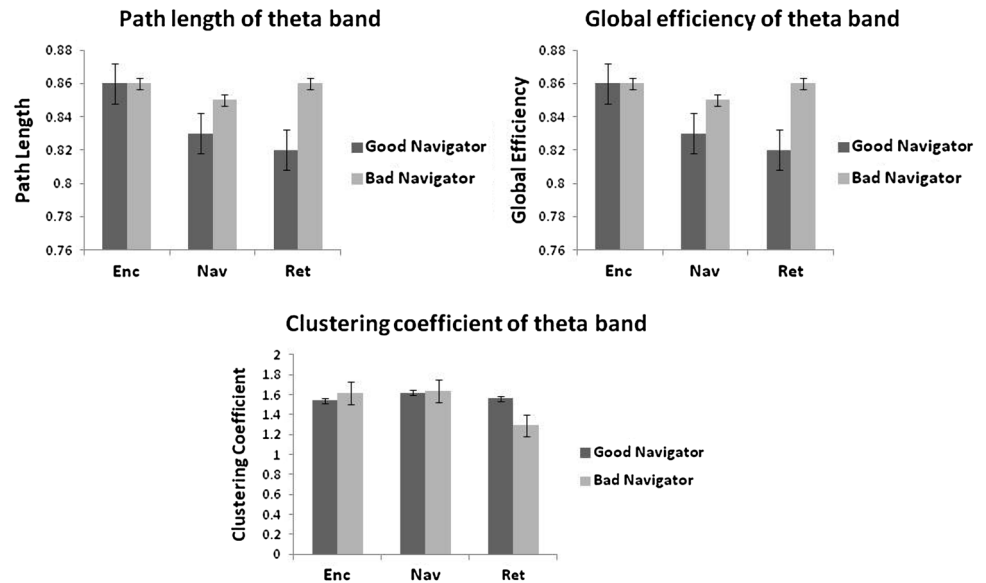 Path length of theta band
Path Length
0.88
0.86
0.84
0.82
0.8
0.78
0.76
Enc Nav Ret
Good Navigator
Bad Navigator
Global efficiency of theta band
Global Efficiency
0.88
0.86
0.84
0.82
0.8
0.78
0.76
Enc Nav Ret
Good Navigator
Bad Navigator
Clustering coefficient of theta band
Clustering Coefficient
2
1.8
1.6
1.4
1.2
1
0.8
0.6
0.4
0.2
0
Enc Nav Ret
Good Navigator
Bad Navigator